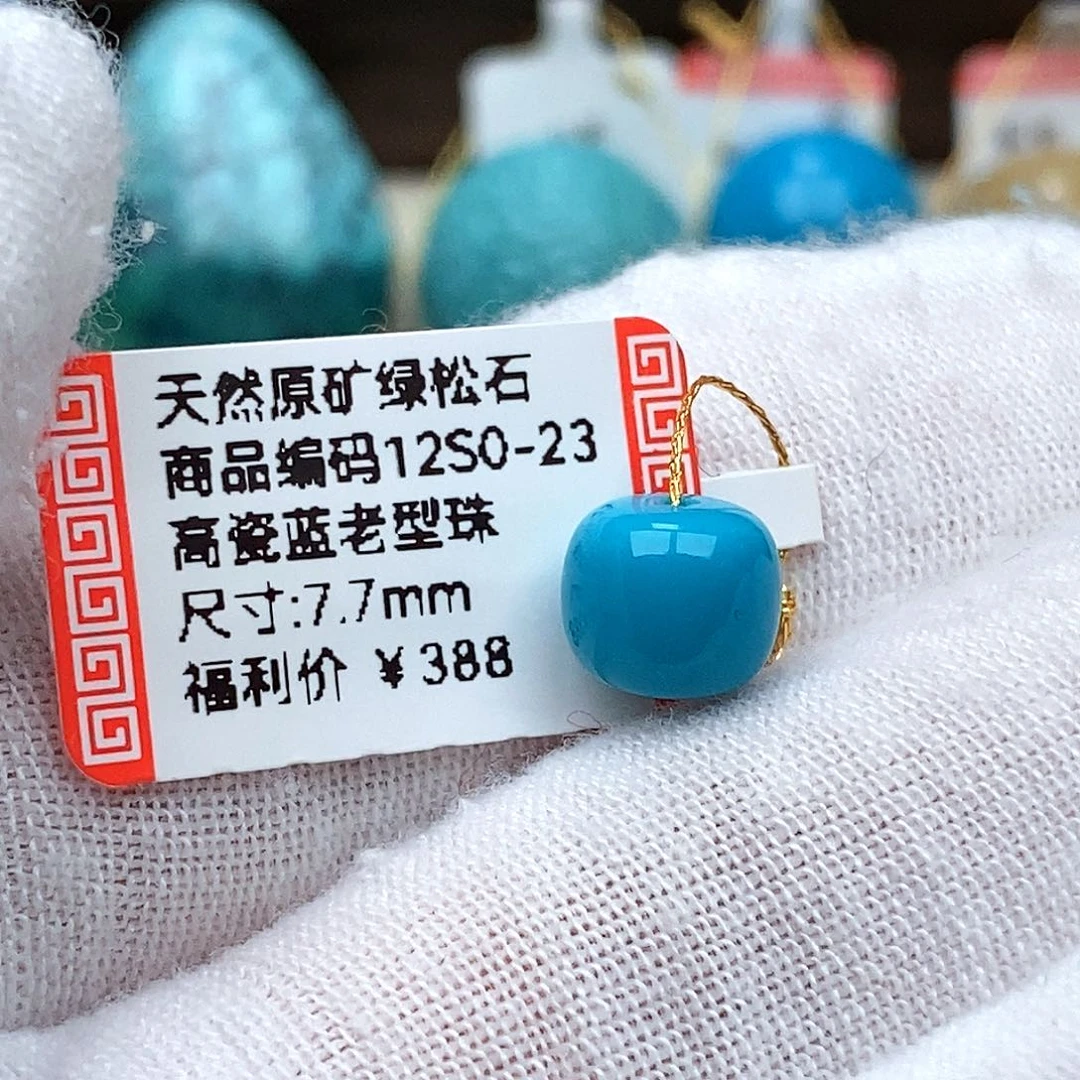 天然原矿绿松石
商品编码12S0-23
高瓷蓝老型珠
尺寸:7.7mm
福利价 ¥388